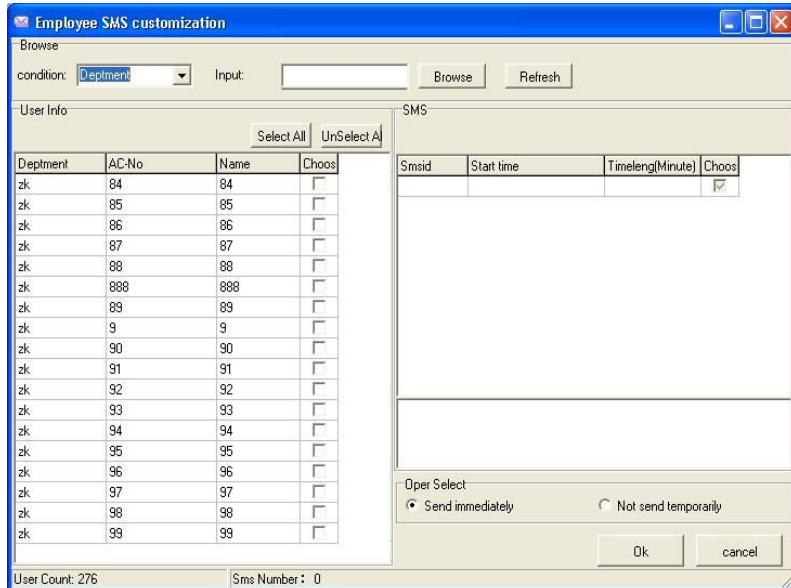 Employee SMS customization
Browse
condition: Deptment Input: Browse Refresh
User Info
Select All UnSelect A
Deptment AC-No Name Choos
zk 84 84
zk 85 85
zk 86 86
zk 87 87
zk 88 88
zk 888 888
zk 89 89
zk 9 9
zk 90 90
zk 91 91
zk 92 92
zk 93 93
zk 94 94
zk 95 95
zk 96 96
zk 97 97
zk 98 98
zk 99 99
SMS
Smsid Start time Timeleng(Minute) Choos
Oper Select
Send immediately Not send temporarily
Ok cancel
User Count: 276 Sms Number: 0